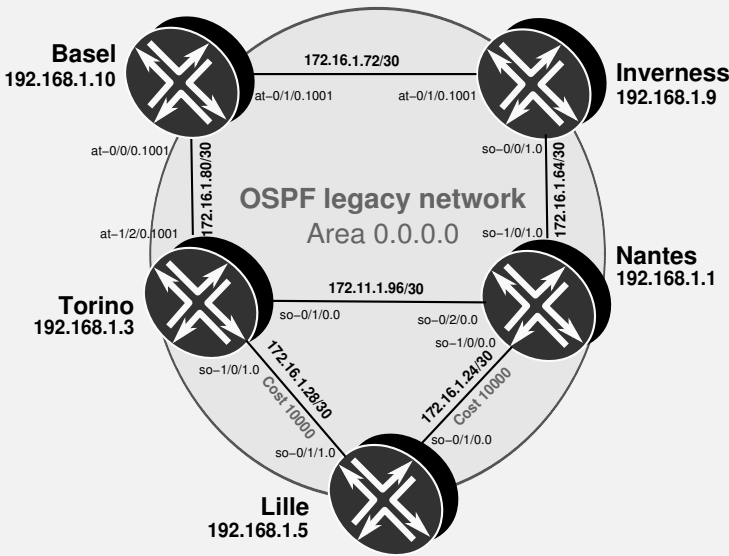 Basel
192.168.1.10
172.16.1.72/30
Inverness
192.168.1.9
at–0/1/0.1001
at–0/1/0.1001
at–0/0/0.1001
172.16.1.80/30
so–0/0/1.0
172.16.1.64/30
OSPF legacy network
Area 0.0.0.0
at–1/2/0.1001
so–1/0/1.0
Nantes
192.168.1.1
Torino
192.168.1.3
172.11.1.96/30
so–0/1/0.0
so–0/2/0.0
so–1/0/0.0
so–1/0/1.0
172.16.1.28/30
Cost 10000
172.16.1.24/30
Cost 10000
so–0/1/1.0
so–0/1/0.0
Lille
192.168.1.5